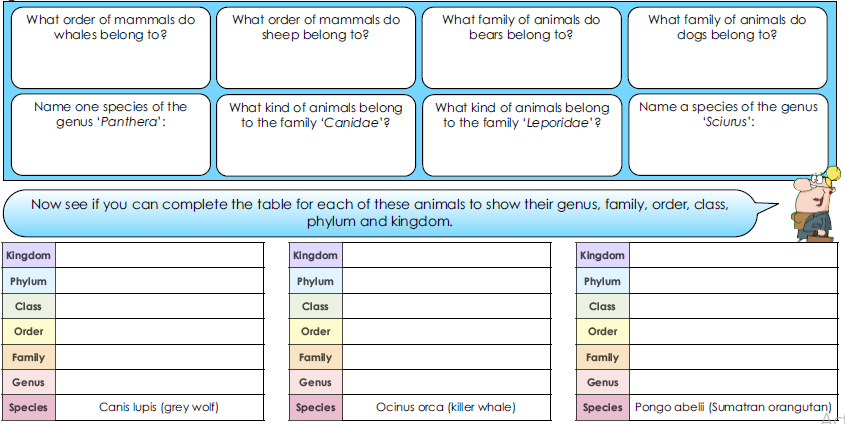 What order of mammals do
whales belong to?
What order of mammals do
sheep belong to?
What family of animals do
bears belong to?
What family of animals do
dogs belong to?
Name one species of the
genus ‘Panthera’:
What kind of animals belong
to the family ‘Canidae’?
What kind of animals belong
to the family ‘Leporidae’?
Name a species of the genus
‘Sciurus’:
Now see if you can complete the table for each of these animals to show their genus, family, order, class,
phylum and kingdom.
Kingdom
Phylum
Class
Order
Family
Genus
Species Canis lupis (grey wolf)
Kingdom
Phylum
Class
Order
Family
Genus
Species Ocinus orca (killer whale)
Kingdom
Phylum
Class
Order
Family
Genus
Species Pongo abelii (Sumatran orangutan)